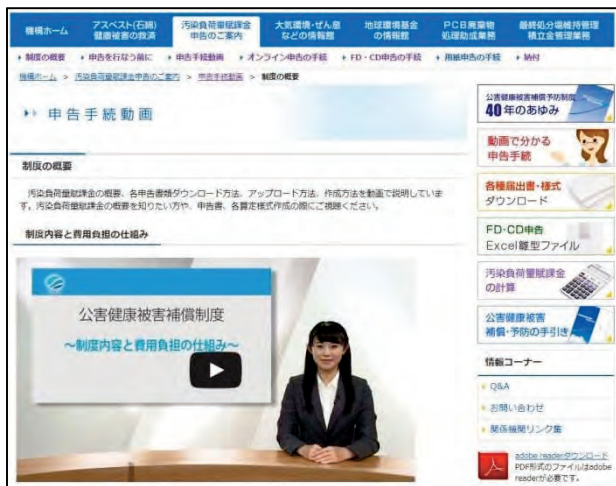 機構ホーム
アスベスト(石綿)
健康被害の救済
汚染負荷量賦課金
申告のご案内
大気環境・ぜん息
などの情報館
地球環境基金
の情報館
PCB廃棄物
処理助成業務
最終処分場維持管理
積立金管理業務
制度の概要
申告を行なう前に
申告手続動画
オンライン申告の手続
FD・CD申告の手続
用紙申告の手続
納付
機構ホーム > 汚染負荷量賦課金申告のご案内 > 申告手続動画 > 制度の概要
申告手続動画
制度の概要
汚染負荷量賦課金の概要、各申告書類ダウンロード方法、アップロード方法、作成方法を動画で説明していま
す。汚染負荷量賦課金の概要を知りたい方や、申告書、各算定様式作成の際にご視聴ください。
制度内容と費用負担の仕組み
公害健康被害補償制度
~制度内容と費用負担の仕組み~
公害健康被害補償予防制度
40年のあゆみ
動画で分かる
申告手続
各種届出書・様式
ダウンロード
FD・CD申告
Excel雛型ファイル
汚染負荷量賦課金
の計算
公害健康被害
補償・予防の手引き
情報コーナー
Q&A
お問い合わせ
関係機関リンク集
adobe readerダウンロード
PDF形式のファイルはadobe
readerが必要です。